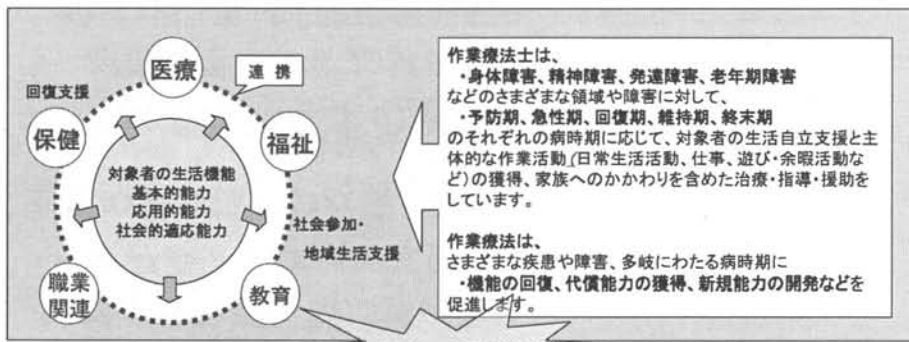 医療
連携
回復支援
保健
福祉
対象者の生活機能
基本的能力
応用的能力
社会的適応能力
社会参加・
地域生活支援
職業
関連
教育
作業療法士は、
・身体障害、精神障害、発達障害、老年期障害
などのさまざまな領域や障害に対して、
・予防期、急性期、回復期、維持期、終末期
のそれぞれの病時期に応じて、対象者の生活自立支援と主
体的な作業活動(日常生活活動、仕事、遊び・余暇活動な
ど)の獲得、家族へのかかわりを含めた治療・指導・援助を
しています。
作業療法は、
さまざまな疾患や障害、多岐にわたる病時期に
・機能の回復、代償能力の獲得、新規能力の開発などを
促進します。